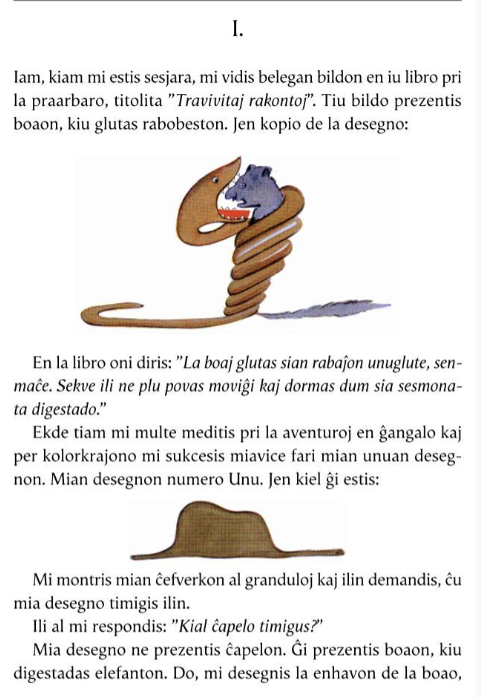 I.
Iam, kiam mi estis sesjara, mi vidis belegan bildon en iu libro pri
la praarbaro, titolita ”Travivitaj rakontoj”. Tiu bildo prezentis
boaon, kiu glutas rabobeston. Jen kopio de la desegno:
En la libro oni diris: ”La boaj glutas sian rabaĵon unuglute, sen-
maĉe. Sekve ili ne plu povas moviĝi kaj dormas dum sia sesmona-
ta digestado.”
Ekde tiam mi multe meditis pri la aventuroj en ĝangalo kaj
per kolorkrajono mi sukcesis miavice fari mian unuan deseg-
non. Mian desegnon numero Unu. Jen kiel ĝi estis:
Mi montris mian ĉefverkon al granduloj kaj ilin demandis, ĉu
mia desegno timigis ilin.
Ili al mi respondis: ”Kial ĉapelo timigus?”
Mia desegno ne prezentis ĉapelon. Ĝi prezentis boaon, kiu
digestadas elefanton. Do, mi desegnis la enhavon de la boao,